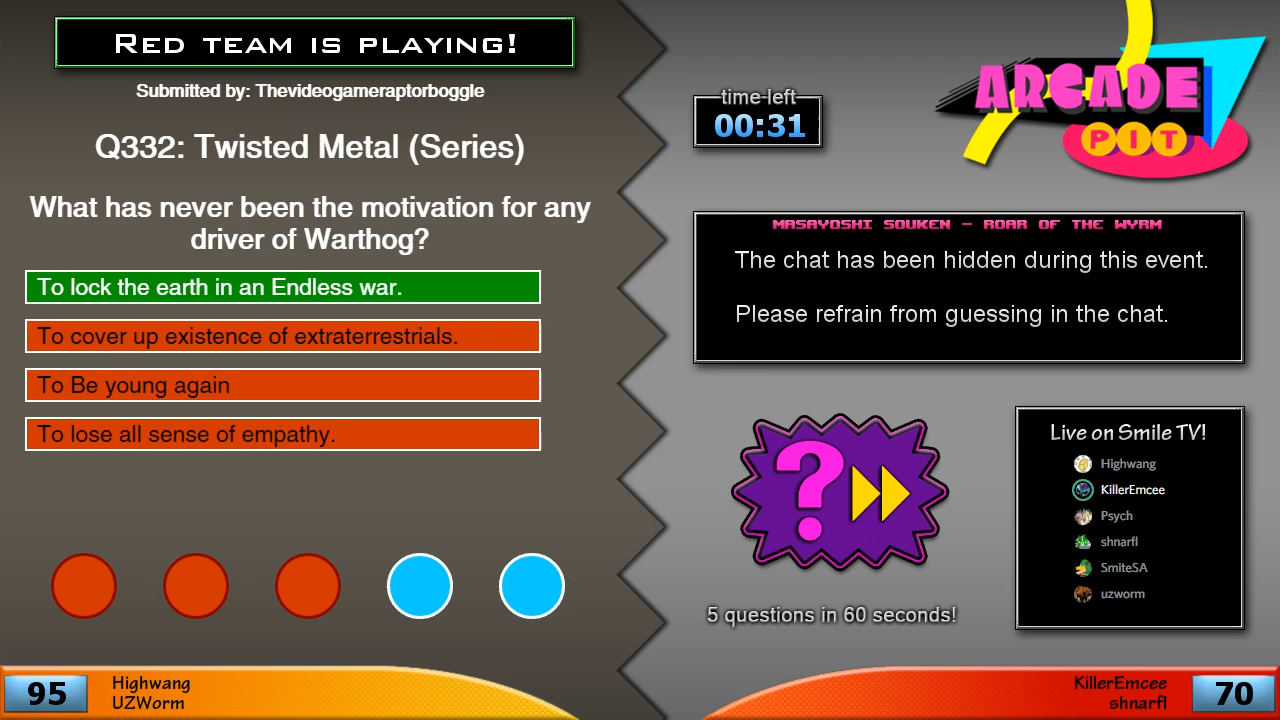 Red team is playing!
Submitted by: Thevideogameraptorboggle
Q332: Twisted Metal (Series)
What has never been the motivation for any
driver of Warthog?
To lock the earth in an Endless war.
To cover up existence of extraterrestrials.
To Be young again
To lose all sense of empathy.
95
Highwang
UZWorm
time left
00:31
ARCADE
PIT
MASAYOSHI SOUKEN - ROAR OF THE WYRM
The chat has been hidden during this event.
Please refrain from guessing in the chat.
?
5 questions in 60 seconds!
Live on Smile TV!
Highwang
KillerEmcee
Psych
shnarfl
SmiteSA
uzworm
KillerEmcee
shnarfl
70